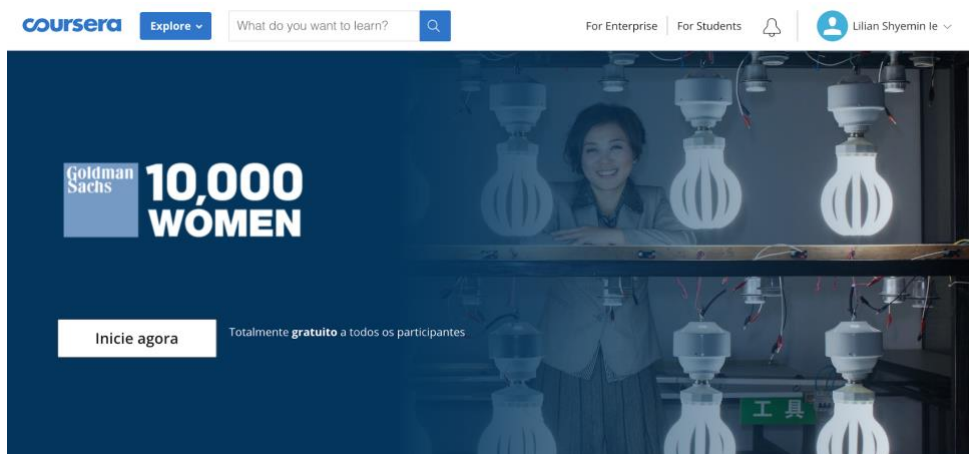 coursera
Explore
What do you want to learn?
For Enterprise
For Students
Lilian Shyemin Ie
Goldman
Sachs
10,000
WOMEN
Inicie agora
Totalmente gratuito a todos os participantes
工具